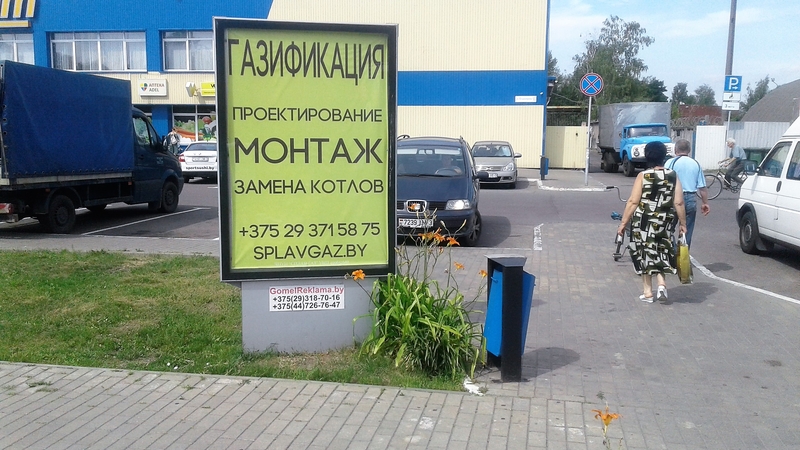 ГАЗИФИКАЦИЯ
ПРОЕКТИРОВАНИЕ
МОНТАЖ
ЗАМЕНА КОТЛОВ
+375 29 371 58 75
SPLAVGAZ.BY
GomelReklama.by
+375(29)318-70-16
+375(44)726-76-47
АПТЕКА
ADEL
P